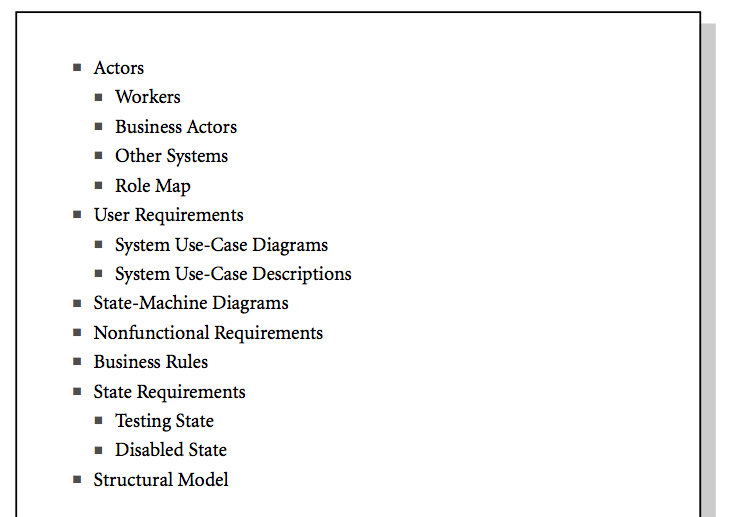 Actors
Workers
Business Actors
Other Systems
Role Map
User Requirements
System Use-Case Diagrams
System Use-Case Descriptions
State-Machine Diagrams
Nonfunctional Requirements
Business Rules
State Requirements
Testing State
Disabled State
Structural Model